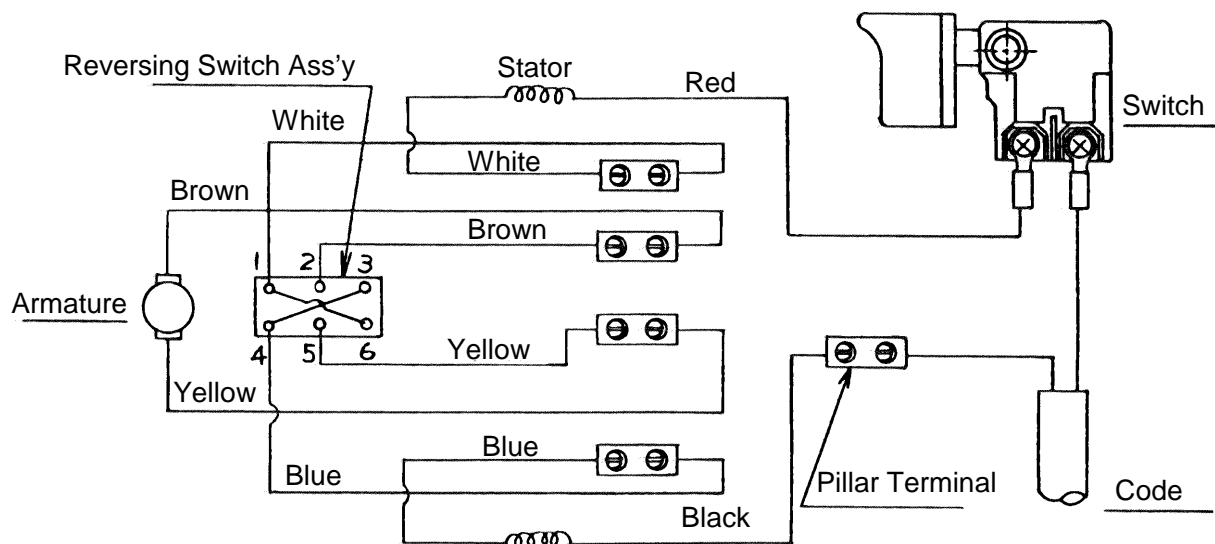 Reversing Switch Ass'y
Stator
Red
Switch
White
White
Brown
Brown
1 2 3
Armature
4 5 6
Yellow
Yellow
Blue
Blue
Pillar Terminal
Code
Black